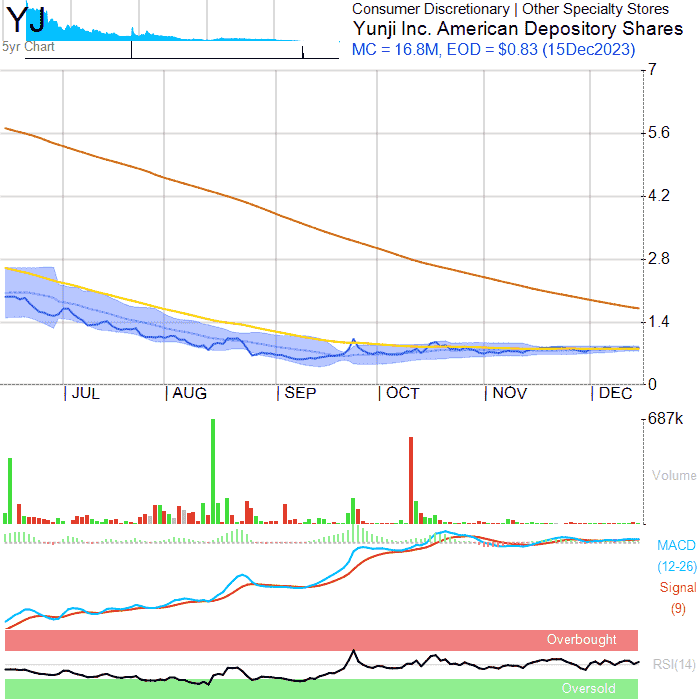 YJ
5yr Chart
Consumer Discretionary | Other Specialty Stores
Yunji Inc. American Depository Shares
MC = 16.8M, EOD = $0.83 (15Dec2023)
7
5.6
4.2
2.8
1.4
0
JUL
AUG
SEP
OCT
NOV
DEC
687k
Volume
MACD
(12-26)
Signal
(9)
Overbought
RSI(14)
Oversold